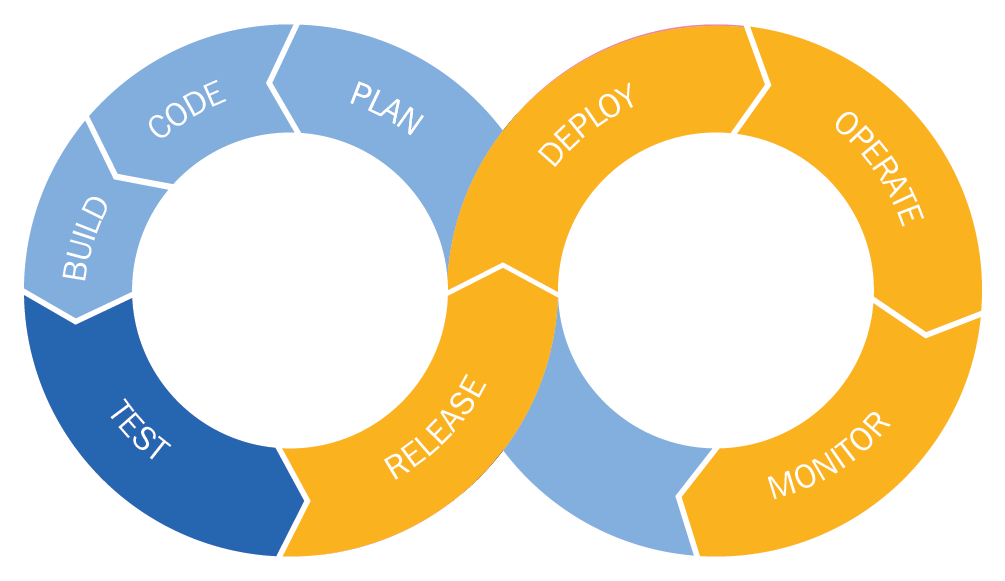 PLAN
CODE
BUILD
TEST
RELEASE
DEPLOY
OPERATE
MONITOR